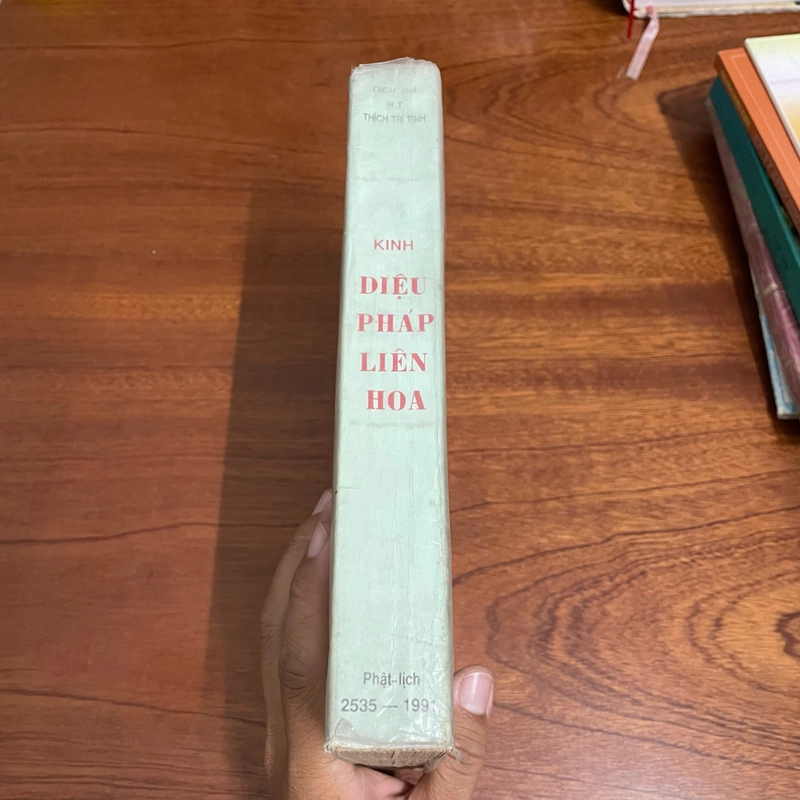 DỊCH GIẢ
H.T.
THÍCH TRÍ TỊNH
KINH
DIỆU
PHÁP
LIÊN
HOA
Phật-lịch
2535 — 1991